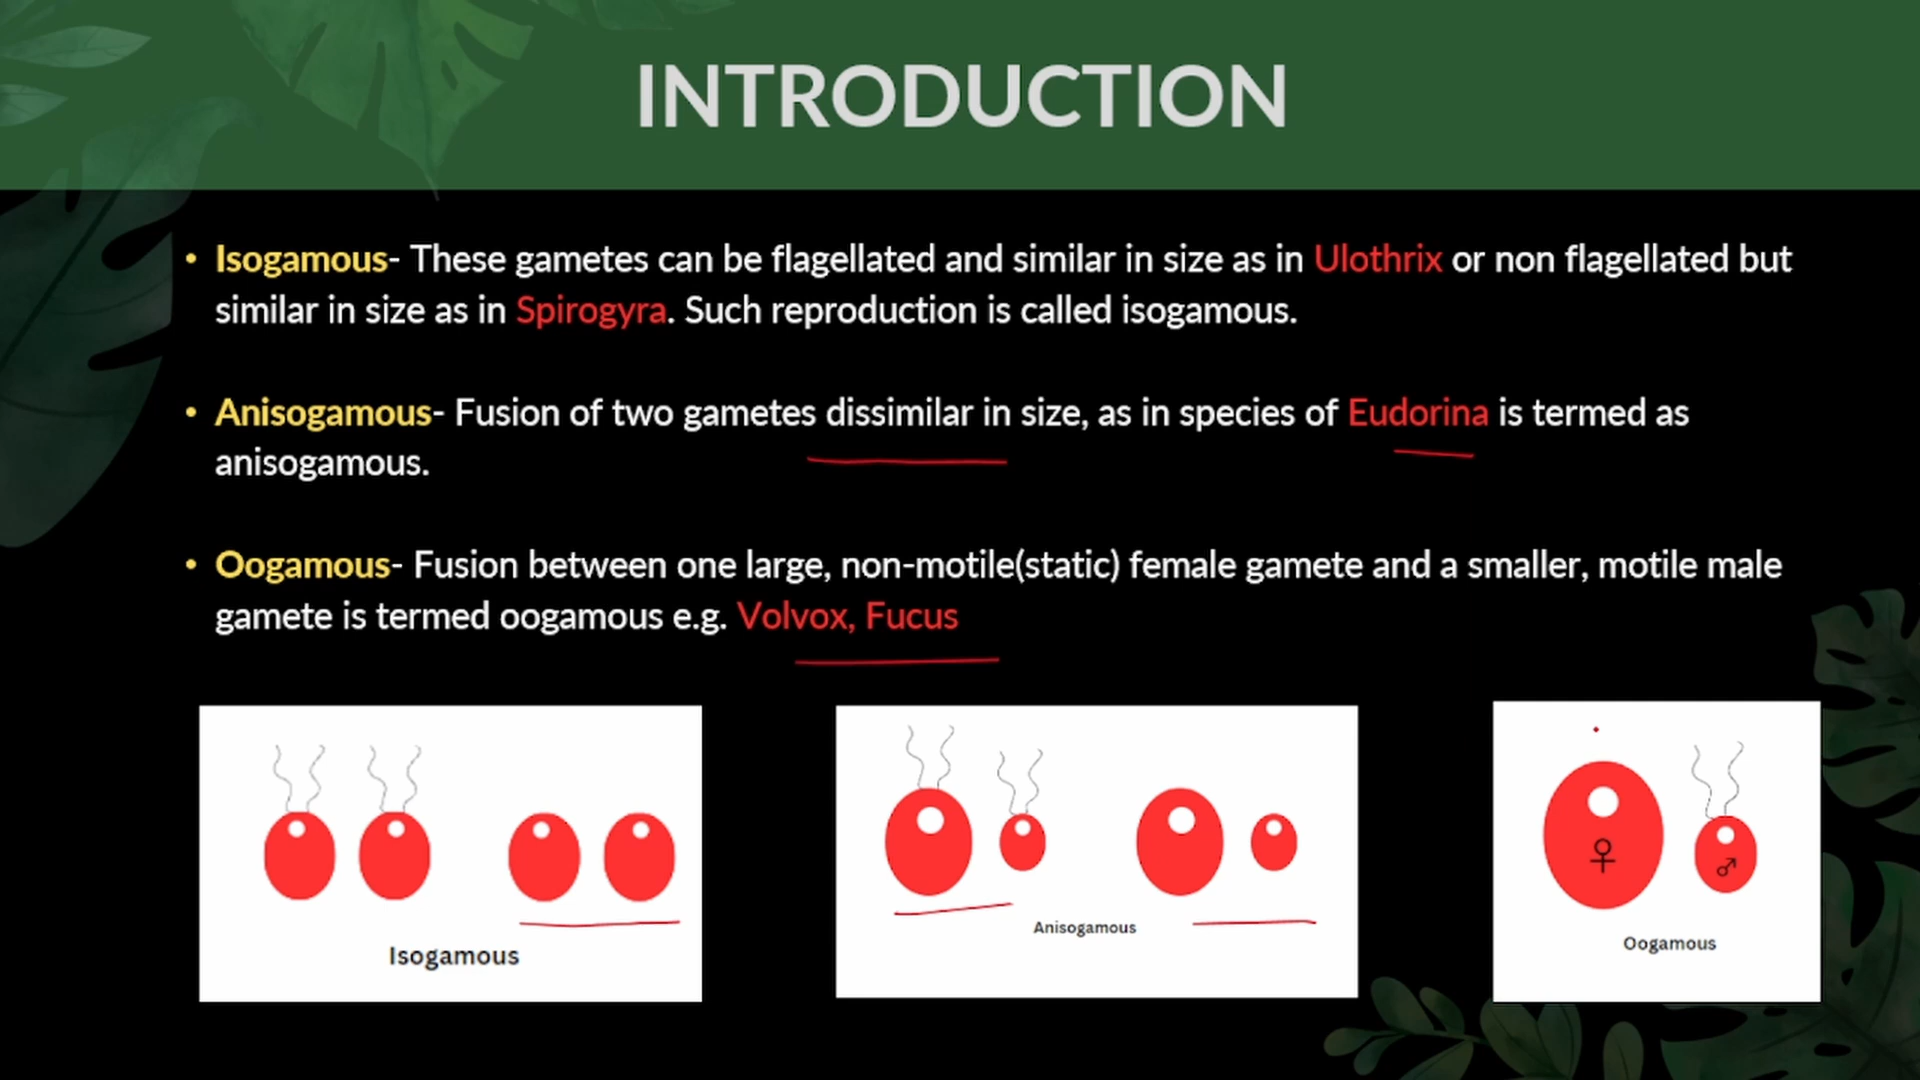 INTRODUCTION
• Isogamous- These gametes can be flagellated and similar in size as in Ulothrix or non flagellated but
similar in size as in Spirogyra. Such reproduction is called isogamous.
• Anisogamous- Fusion of two gametes dissimilar in size, as in species of Eudorina is termed as
anisogamous.
• Oogamous- Fusion between one large, non-motile(static) female gamete and a smaller, motile male
gamete is termed oogamous e.g. Volvox, Fucus
♀ ♂
Isogamous
Anisogamous
Oogamous